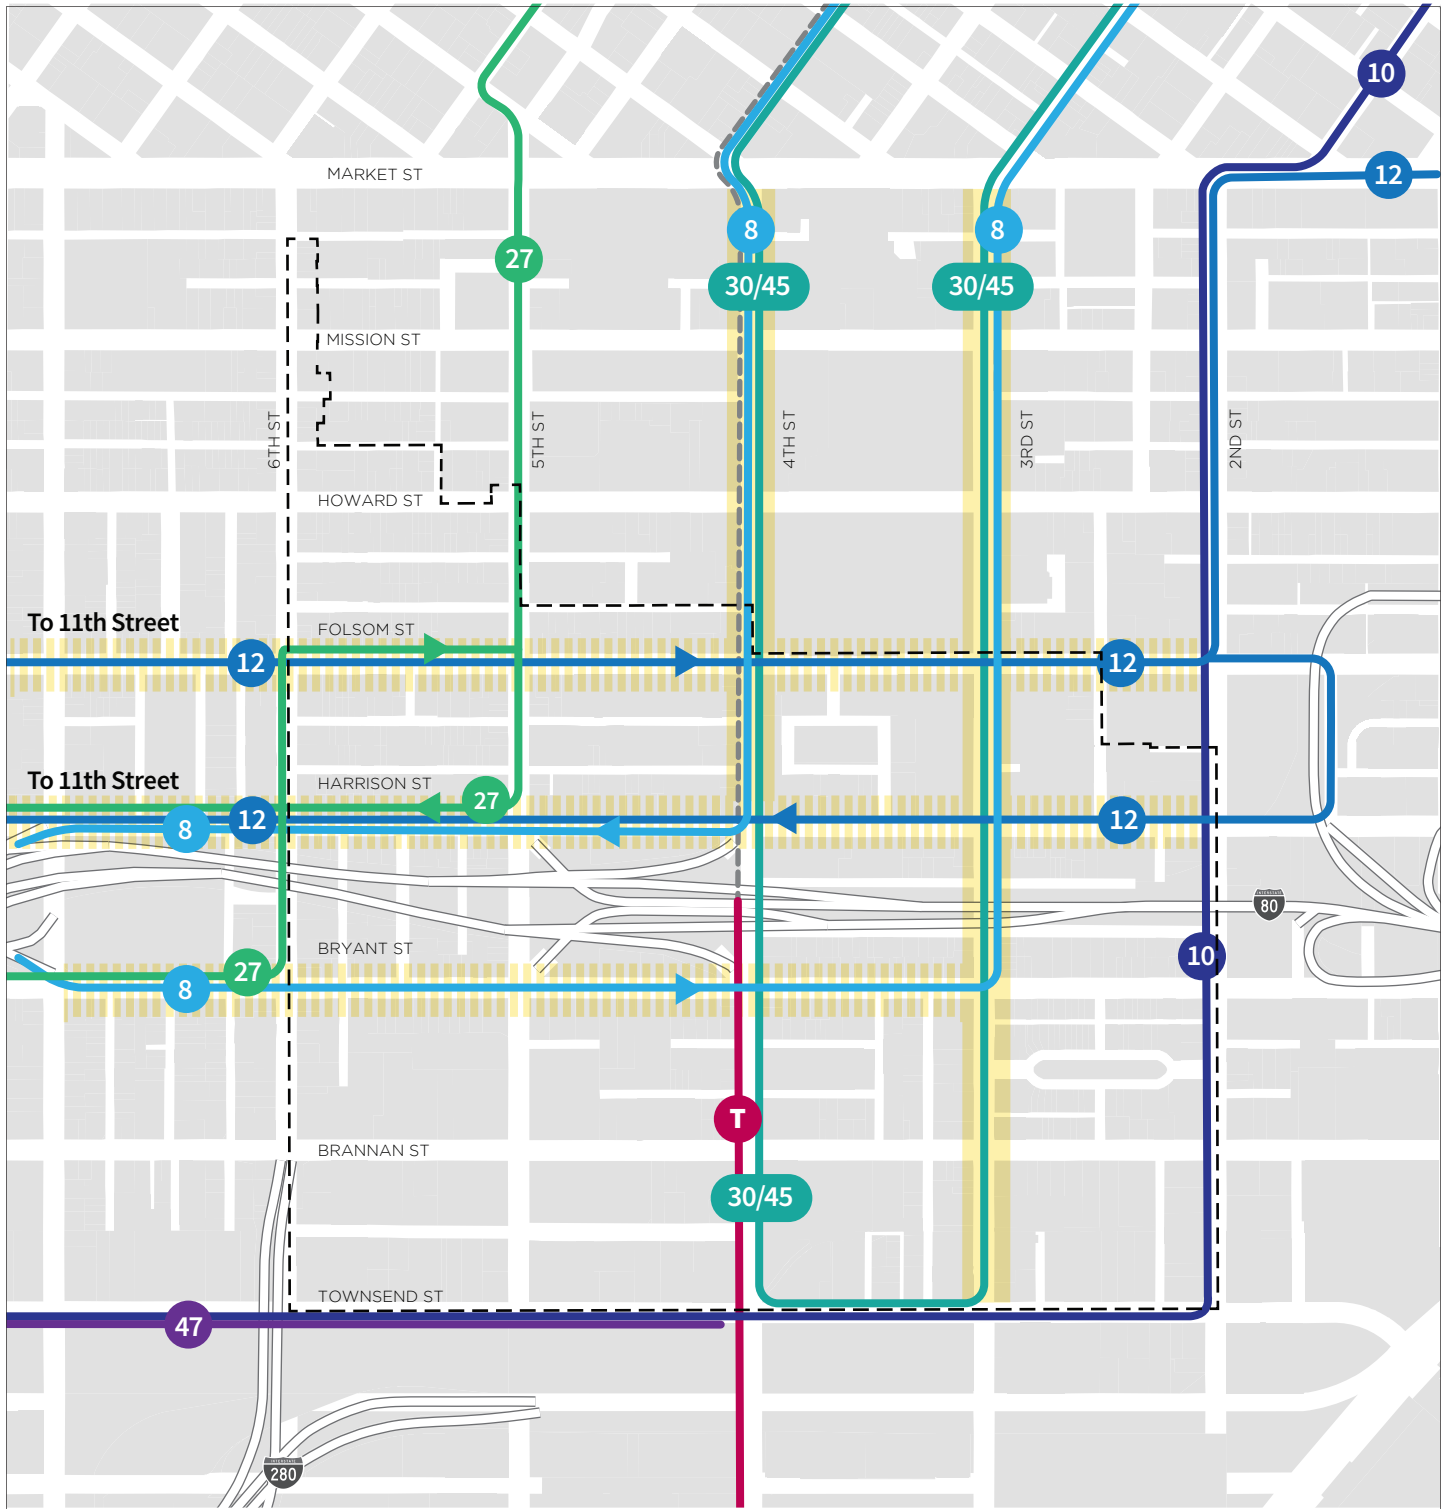 10
MARKET ST
12
8
8
27
30/45
30/45
MISSION ST
6TH ST
5TH ST
4TH ST
3RD ST
2ND ST
HOWARD ST
To 11th Street
FOLSOM ST
12
12
To 11th Street
HARRISON ST
27
8
12
12
80
BRYANT ST
10
27
8
T
BRANNAN ST
30/45
TOWNSEND ST
47
INTERSTATE
280